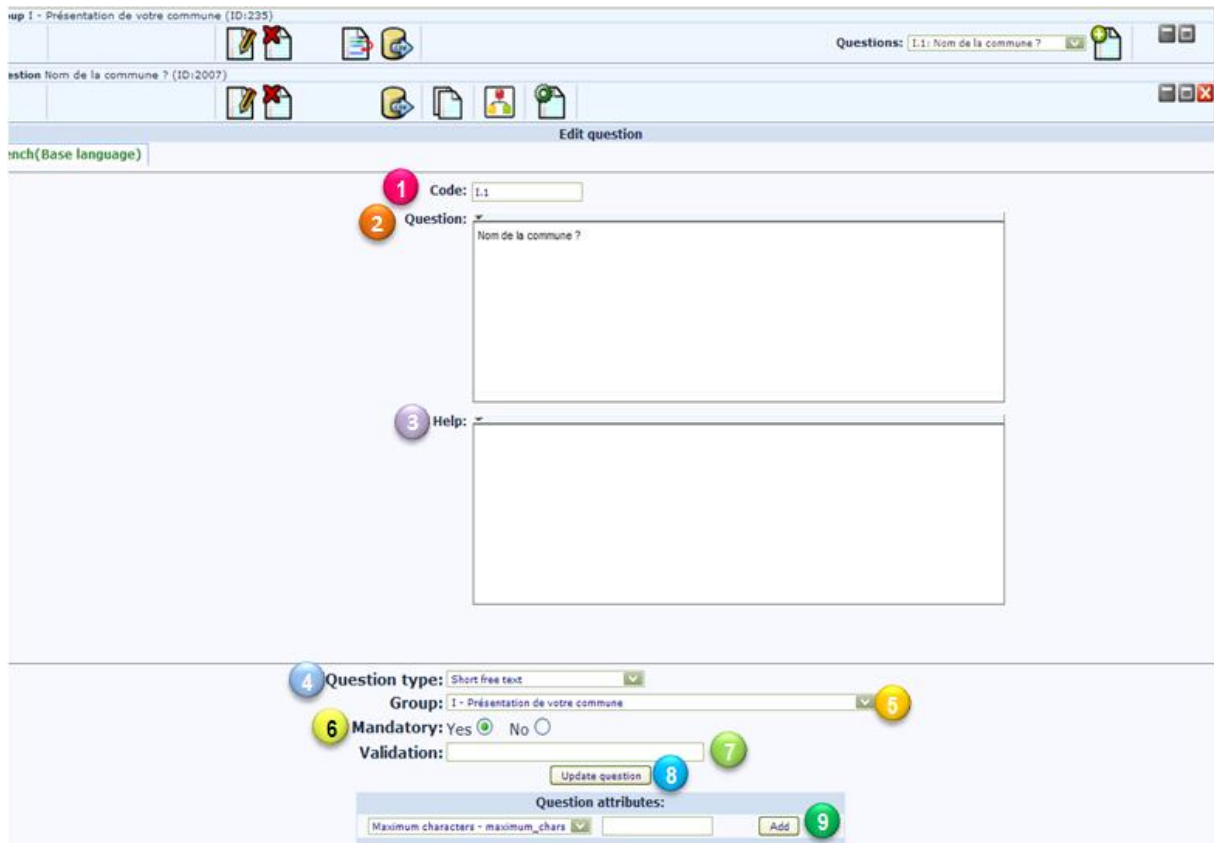 oup I - Présentation de votre commune (ID:235)
Questions: I.1: Nom de la commune ?
estion Nom de la commune ? (ID:2007)
Edit question
ench(Base language)
1 Code: I.1
2 Question:
Nom de la commune ?
3 Help:
4 Question type: Short free text
Group: I - Présentation de votre commune 5
6 Mandatory: Yes No
Validation: 7
Update question 8
Question attributes:
Maximum characters - maximum_chars Add 9